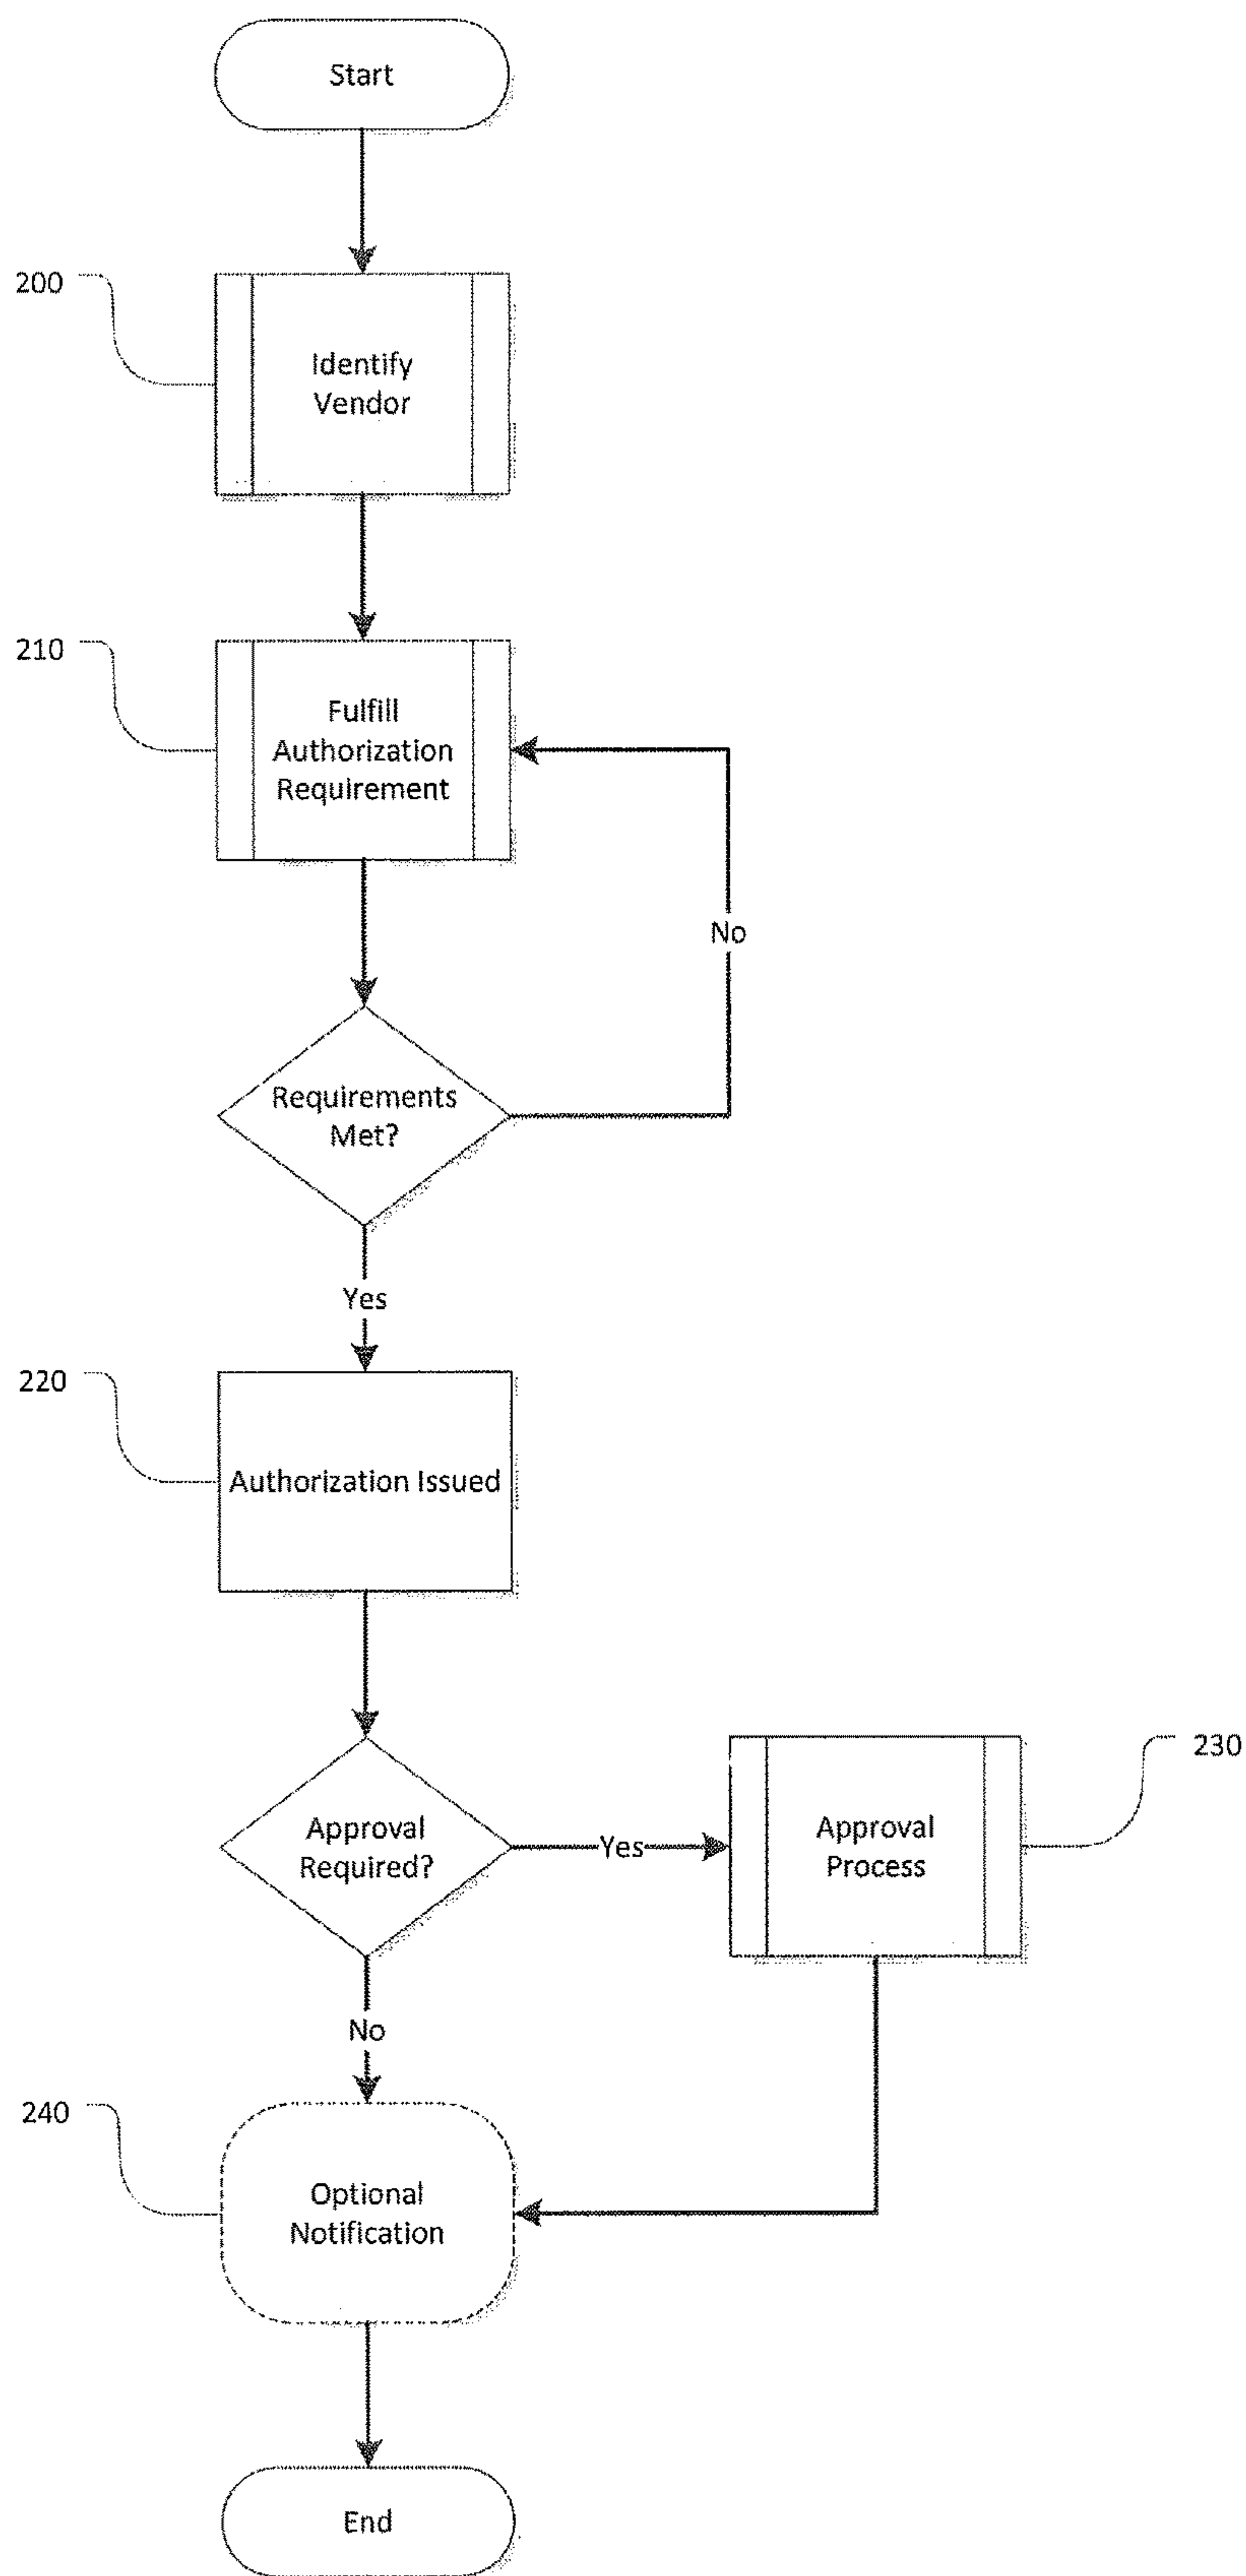 Start
200
Identify
Vendor
210
Fulfill
Authorization
Requirement
No
Requirements
Met?
Yes
220
Authorization Issued
Approval
Required?
Yes
Approval
Process
230
No
240
Optional
Notification
End